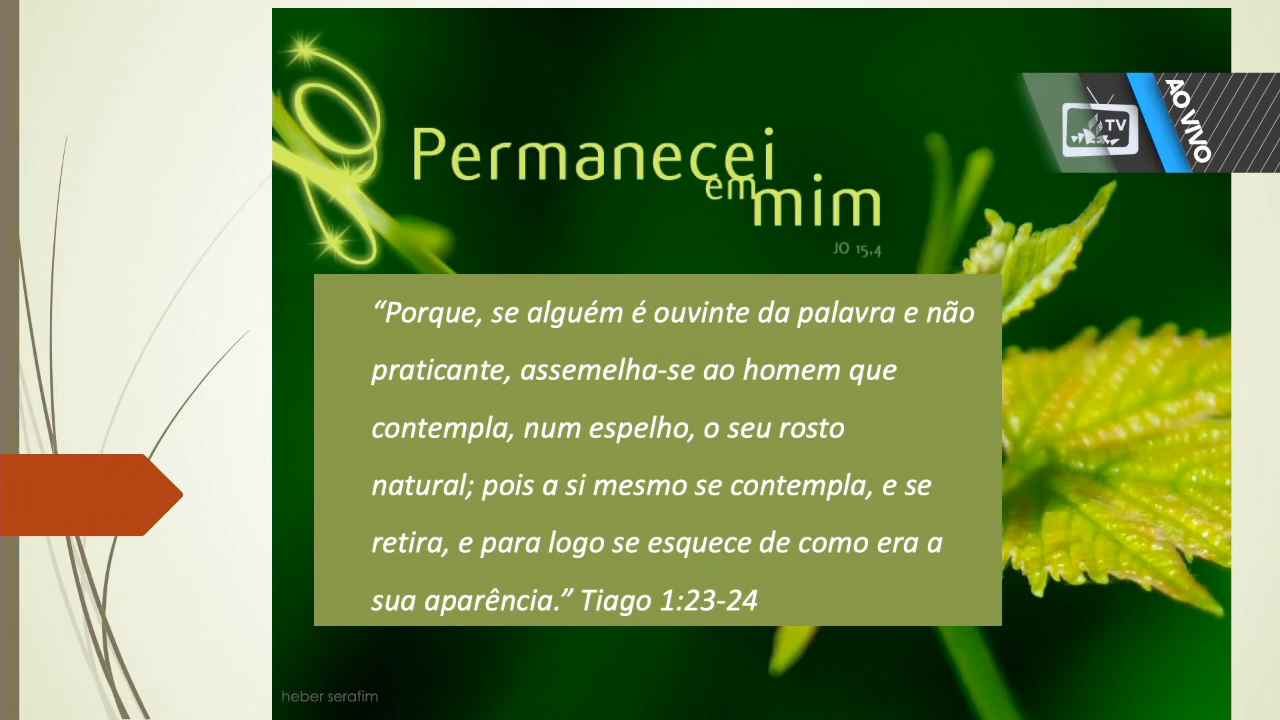 Permanecei
em
mim
JO 15,4
TV
AO VIVO
“Porque, se alguém é ouvinte da palavra e não
praticante, assemelha-se ao homem que
contempla, num espelho, o seu rosto
natural; pois a si mesmo se contempla, e se
retira, e para logo se esquece de como era a
sua aparência.” Tiago 1:23-24
heber serafim